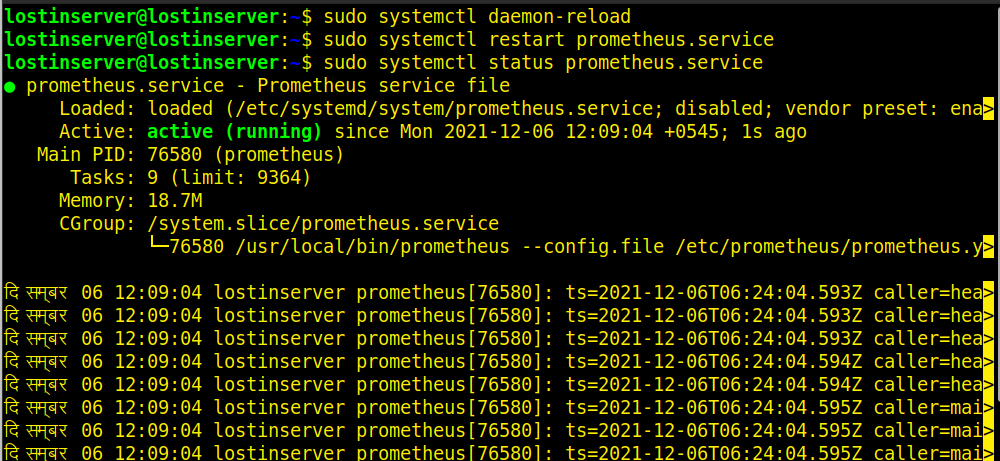 lostinserver@lostinserver:~$ sudo systemctl daemon-reload
lostinserver@lostinserver:~$ sudo systemctl restart prometheus.service
lostinserver@lostinserver:~$ sudo systemctl status prometheus.service
● prometheus.service - Prometheus service file
Loaded: loaded (/etc/systemd/system/prometheus.service; disabled; vendor preset: ena>
Active: active (running) since Mon 2021-12-06 12:09:04 +0545; 1s ago
Main PID: 76580 (prometheus)
Tasks: 9 (limit: 9364)
Memory: 18.7M
CGroup: /system.slice/prometheus.service
└─76580 /usr/local/bin/prometheus --config.file /etc/prometheus/prometheus.y>
दिसम्बर 06 12:09:04 lostinserver prometheus[76580]: ts=2021-12-06T06:24:04.593Z caller=hea>
दिसम्बर 06 12:09:04 lostinserver prometheus[76580]: ts=2021-12-06T06:24:04.593Z caller=hea>
दिसम्बर 06 12:09:04 lostinserver prometheus[76580]: ts=2021-12-06T06:24:04.593Z caller=hea>
दिसम्बर 06 12:09:04 lostinserver prometheus[76580]: ts=2021-12-06T06:24:04.594Z caller=hea>
दिसम्बर 06 12:09:04 lostinserver prometheus[76580]: ts=2021-12-06T06:24:04.594Z caller=hea>
दिसम्बर 06 12:09:04 lostinserver prometheus[76580]: ts=2021-12-06T06:24:04.595Z caller=mai>
दिसम्बर 06 12:09:04 lostinserver prometheus[76580]: ts=2021-12-06T06:24:04.595Z caller=mai>
दिसम्बर 06 12:09:04 lostinserver prometheus[76580]: ts=2021-12-06T06:24:04.595Z caller=mai>